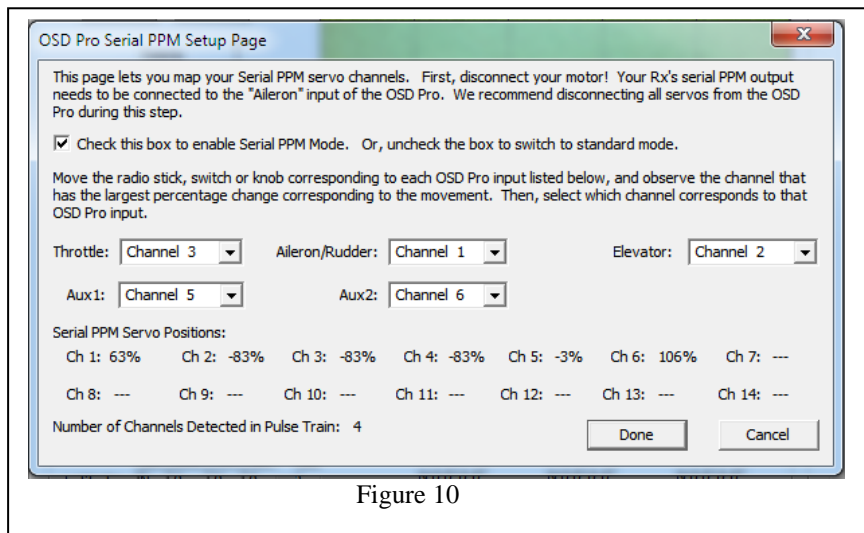 OSD Pro Serial PPM Setup Page
This page lets you map your Serial PPM servo channels. First, disconnect your motor! Your Rx's serial PPM output
needs to be connected to the "Aileron" input of the OSD Pro. We recommend disconnecting all servos from the OSD
Pro during this step.
Check this box to enable Serial PPM Mode. Or, uncheck the box to switch to standard mode.
Move the radio stick, switch or knob corresponding to each OSD Pro input listed below, and observe the channel that
has the largest percentage change corresponding to the movement. Then, select which channel corresponds to that
OSD Pro input.
Throttle: Channel 3 Aileron/Rudder: Channel 1 Elevator: Channel 2
Aux1: Channel 5 Aux2: Channel 6
Serial PPM Servo Positions:
Ch 1: 63% Ch 2: -83% Ch 3: -83% Ch 4: -83% Ch 5: -3% Ch 6: 106% Ch 7: ---
Ch 8: --- Ch 9: --- Ch 10: --- Ch 11: --- Ch 12: --- Ch 13: --- Ch 14: ---
Number of Channels Detected in Pulse Train: 4 Done Cancel
Figure 10